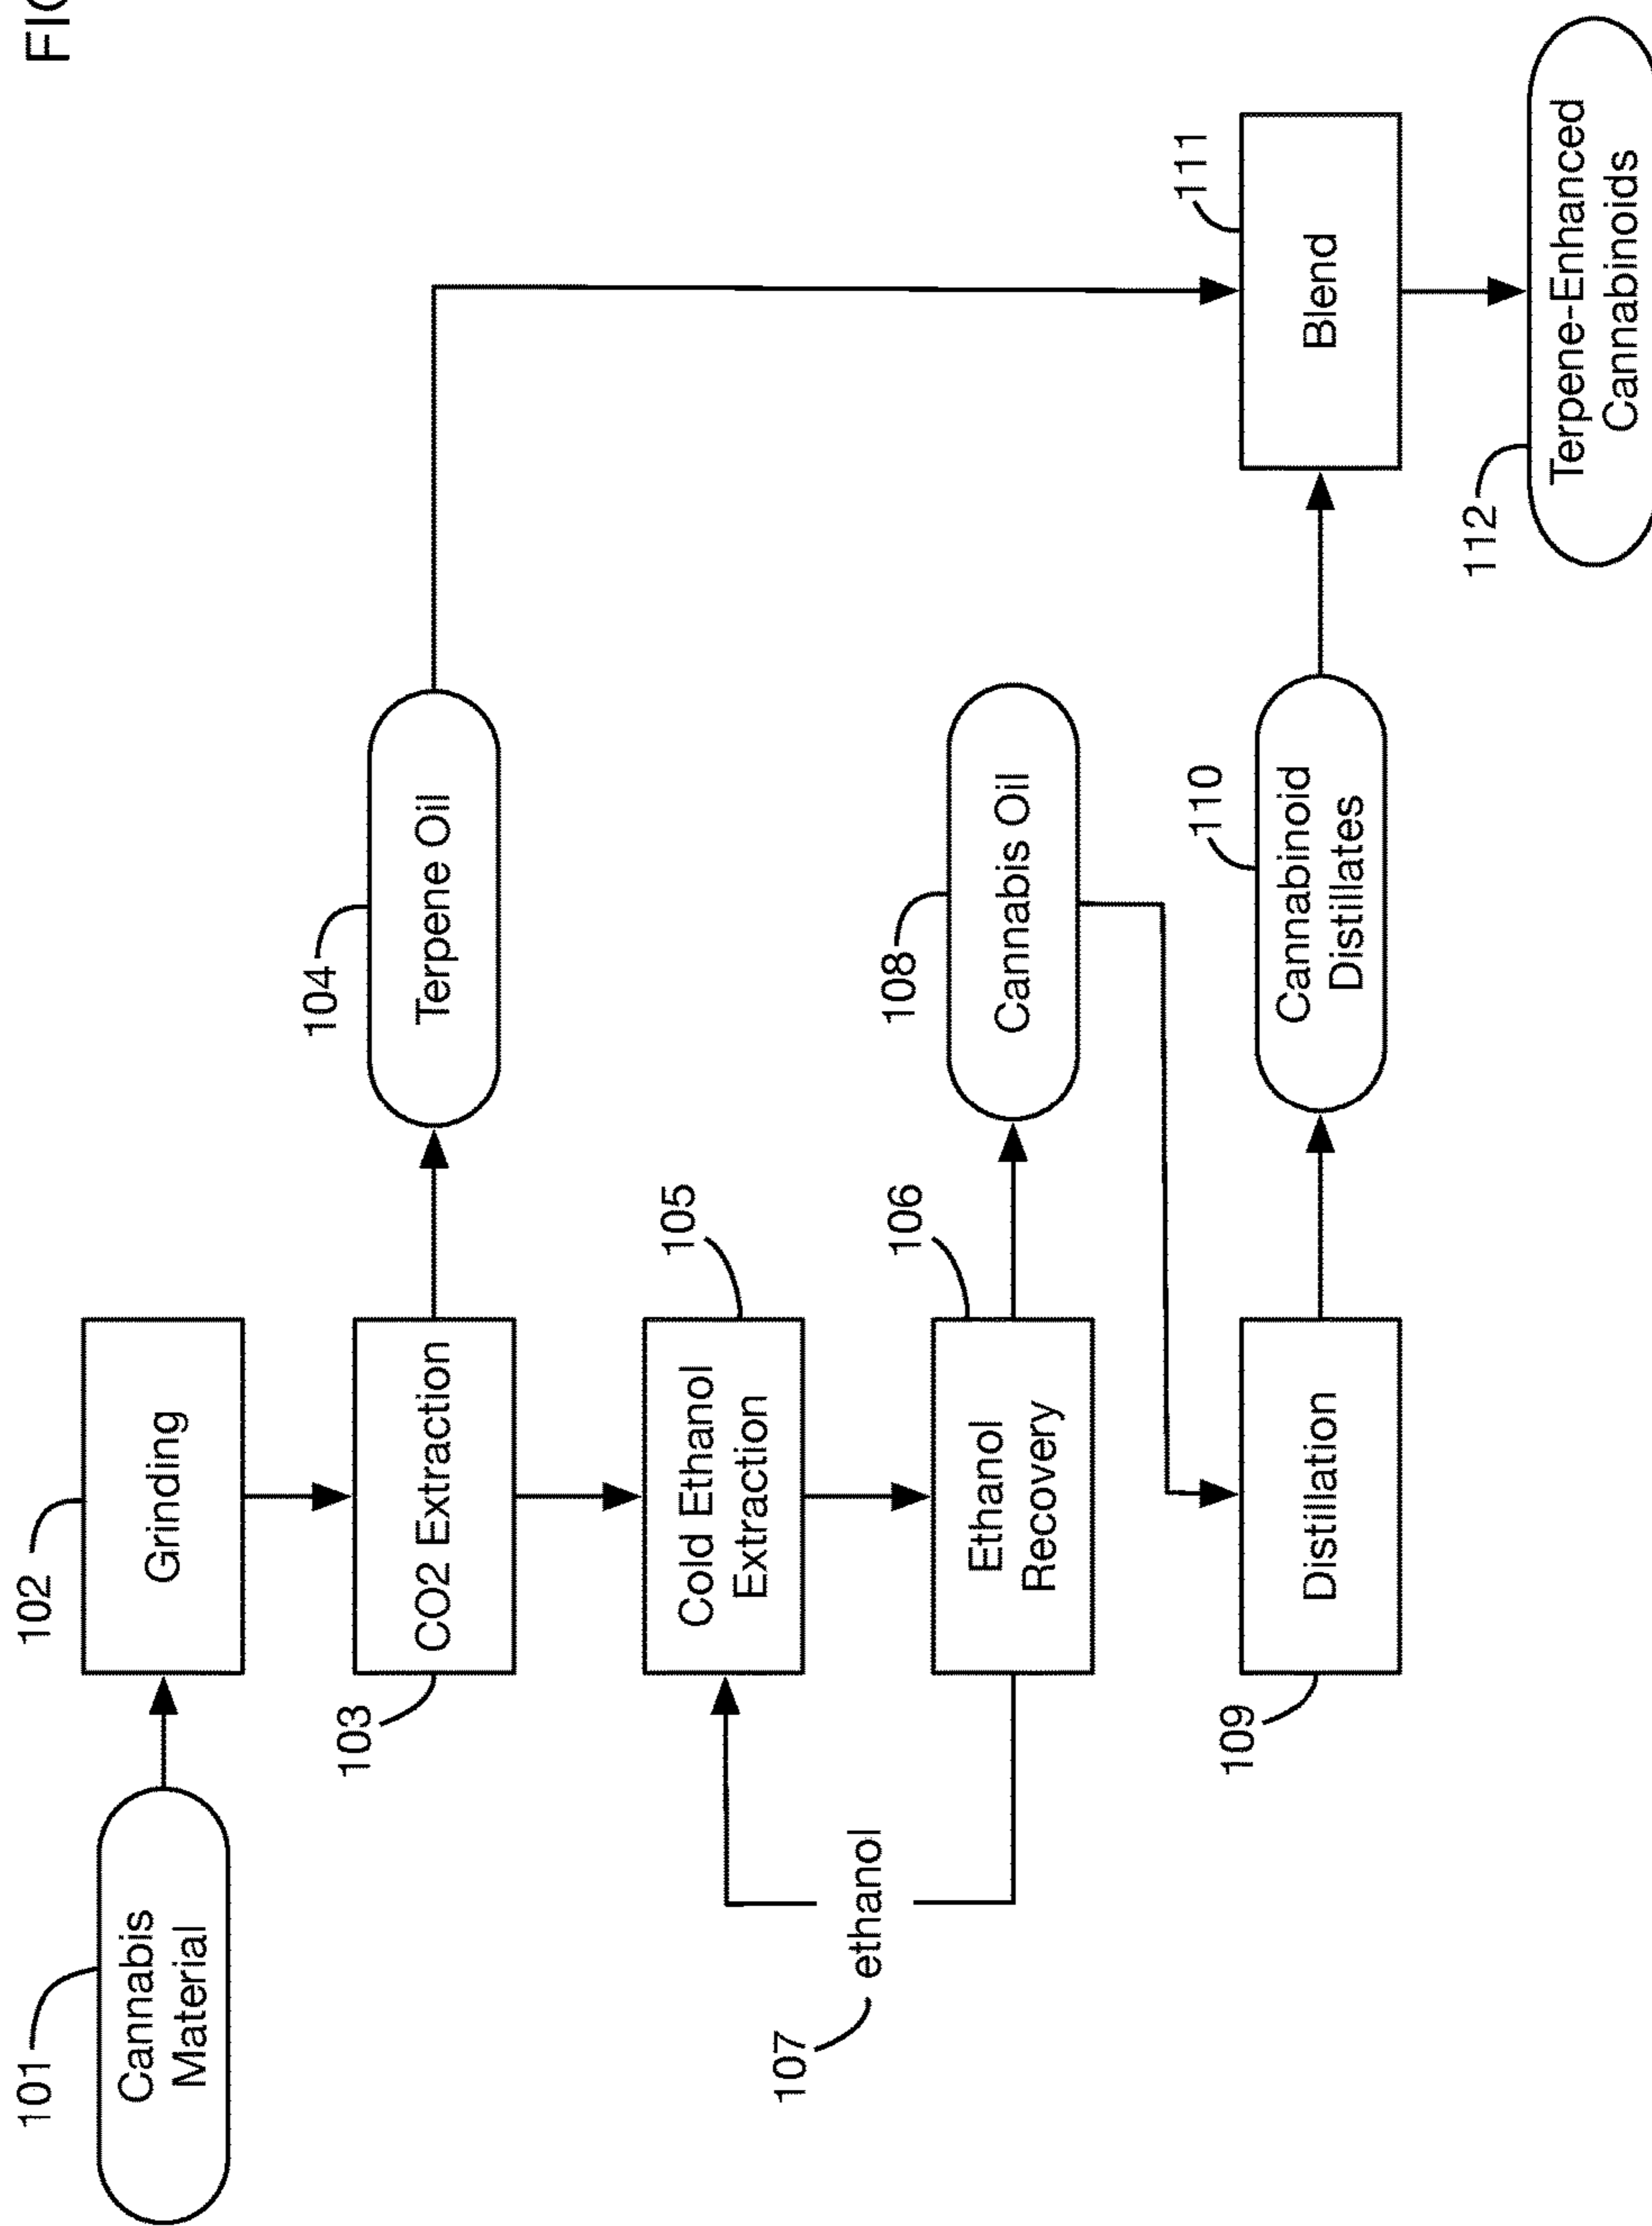 FIG
101
Cannabis
Material
102
Grinding
103
CO2 Extraction
104
Terpene Oil
105
Cold Ethanol
Extraction
106
Ethanol
Recovery
107
ethanol
108
Cannabis Oil
109
Distillation
110
Cannabinoid
Distillates
111
Blend
112
Terpene-Enhanced
Cannabinoids